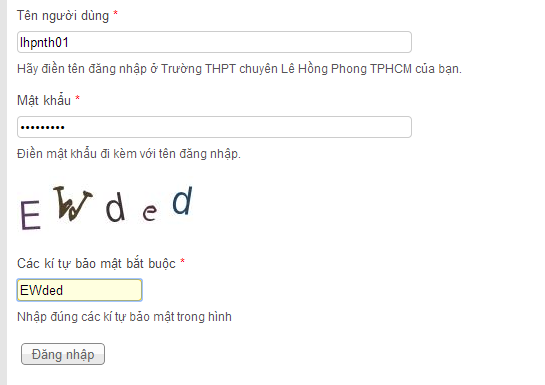 Tên người dùng *
lhpnth01
Hãy điền tên đăng nhập ở Trường THPT chuyên Lê Hồng Phong TPHCM của bạn.
Mật khẩu *
•••••••••
Điền mật khẩu đi kèm với tên đăng nhập.
E W d e d
Các kí tự bảo mật bắt buộc *
EWded
Nhập đúng các kí tự bảo mật trong hình
Đăng nhập